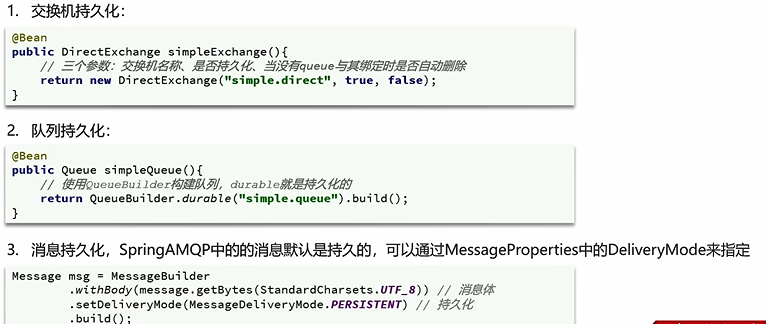 1. 交换机持久化：
@Bean
public DirectExchange simpleExchange(){
// 三个参数：交换机名称、是否持久化、当没有queue与其绑定时是否自动删除
return new DirectExchange("simple.direct", true, false);
}
2. 队列持久化：
@Bean
public Queue simpleQueue(){
// 使用QueueBuilder构建队列，durable就是持久化的
return QueueBuilder.durable("simple.queue").build();
}
3. 消息持久化，SpringAMQP中的的消息默认是持久的，可以通过MessageProperties中的DeliveryMode来指定
Message msg = MessageBuilder
.withBody(message.getBytes(StandardCharsets.UTF_8)) // 消息体
.setDeliveryMode(MessageDeliveryMode.PERSISTENT) // 持久化
.build();